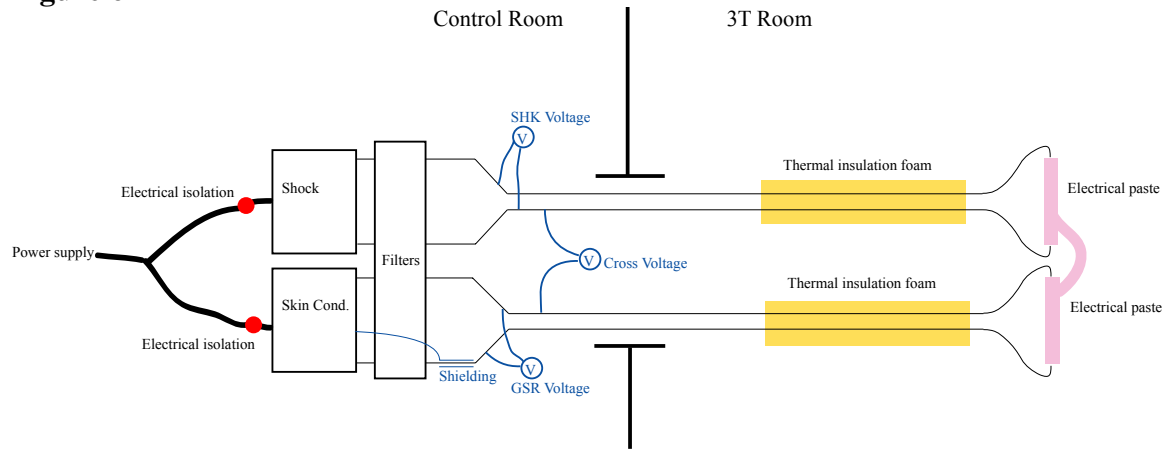 Control Room
3T Room
SHK Voltage
V
Thermal insulation foam
Shock
Electrical isolation
Electrical paste
Power supply
Filters
V
Cross Voltage
Thermal insulation foam
Skin Cond.
Electrical paste
Electrical isolation
Shielding
V
GSR Voltage